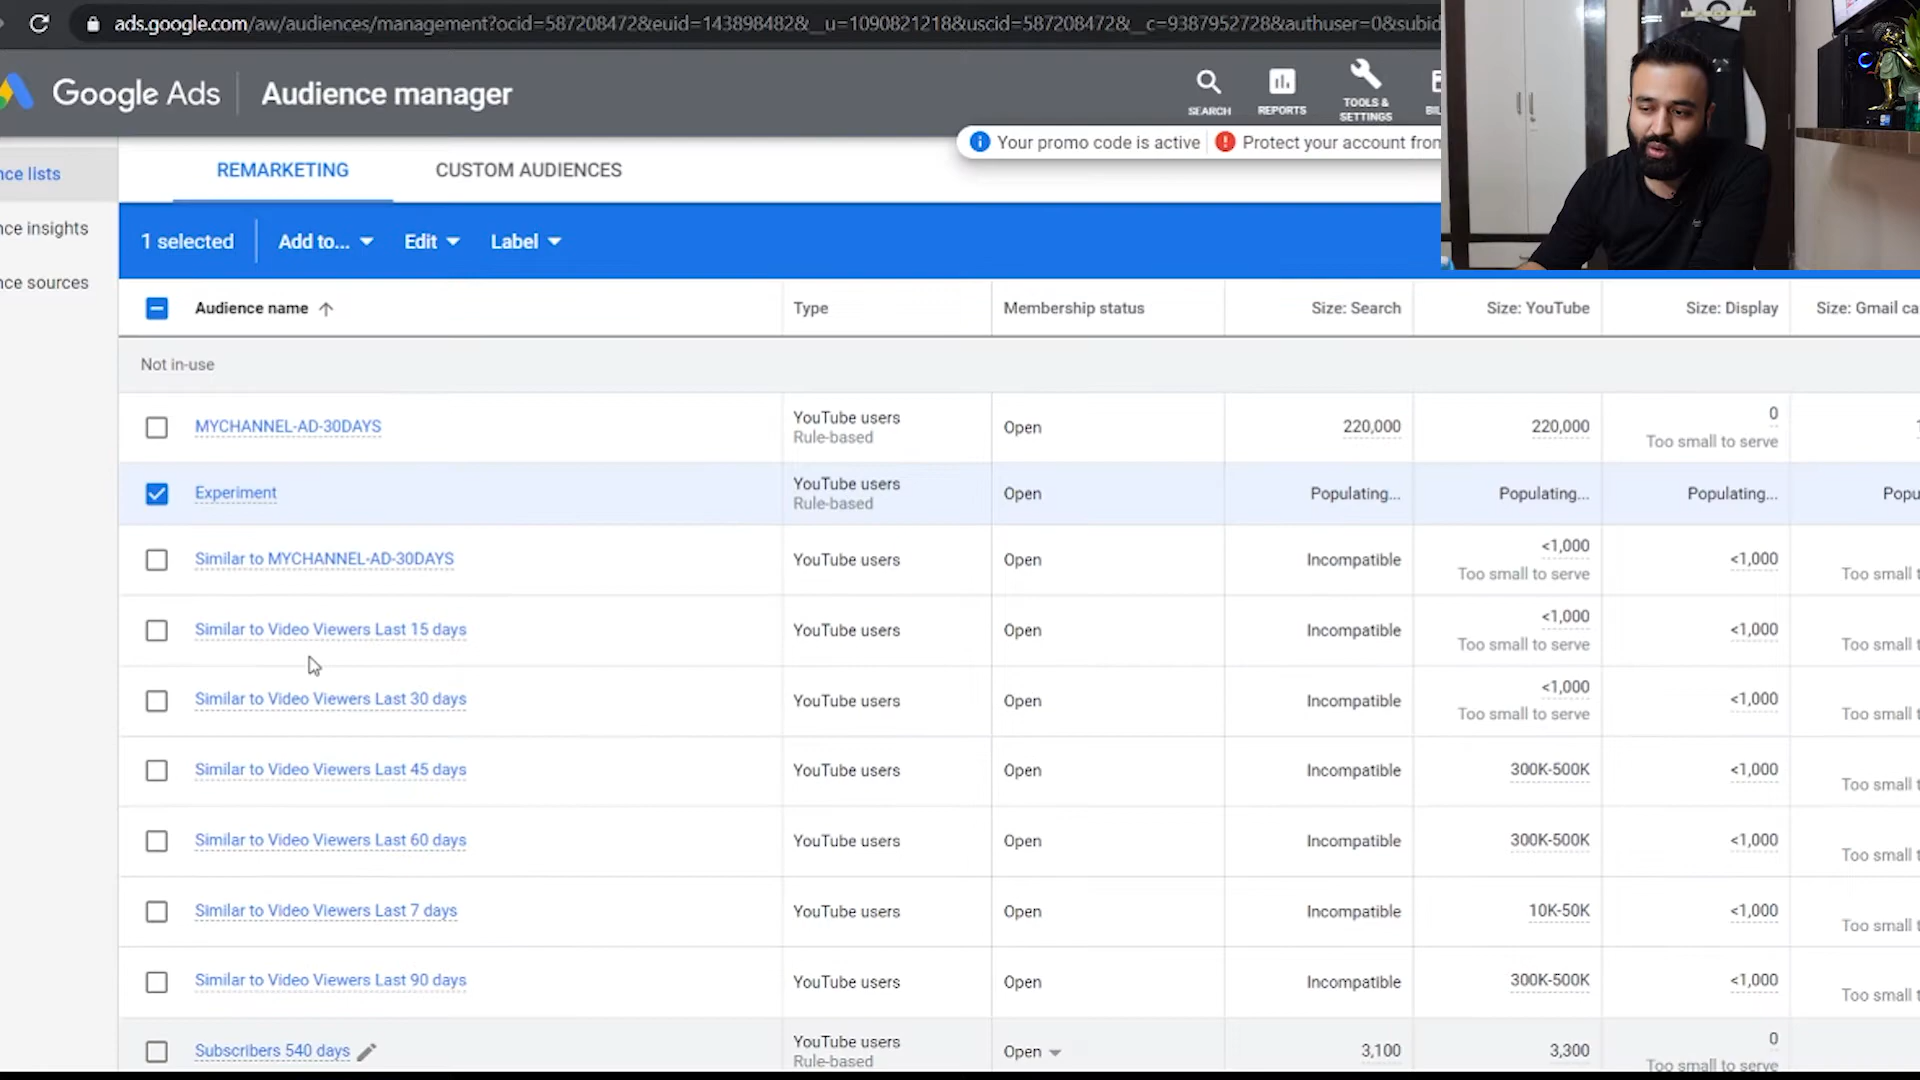 ads.google.com/aw/audiences/management?ocid=587208472&euid=143898482&__u=1090821218&uscid=587208472&__c=9387952728&authuser=0&subid
Google Ads Audience manager
SEARCH REPORTS TOOLS & SETTINGS BIL
Your promo code is active Protect your account from
nce lists
nce insights
nce sources
REMARKETING CUSTOM AUDIENCES
1 selected Add to... Edit Label
Audience name Type Membership status Size: Search Size: YouTube Size: Display Size: Gmail ca
Not in-use
MYCHANNEL-AD-30DAYS YouTube users Rule-based Open 220,000 220,000 0 Too small to serve 1
Experiment YouTube users Rule-based Open Populating... Populating... Populating... Popu
Similar to MYCHANNEL-AD-30DAYS YouTube users Open Incompatible <1,000 Too small to serve <1,000 Too small t
Similar to Video Viewers Last 15 days YouTube users Open Incompatible <1,000 Too small to serve <1,000 Too small t
Similar to Video Viewers Last 30 days YouTube users Open Incompatible <1,000 Too small to serve <1,000 Too small t
Similar to Video Viewers Last 45 days YouTube users Open Incompatible 300K-500K <1,000 Too small t
Similar to Video Viewers Last 60 days YouTube users Open Incompatible 300K-500K <1,000 Too small t
Similar to Video Viewers Last 7 days YouTube users Open Incompatible 10K-50K <1,000 Too small t
Similar to Video Viewers Last 90 days YouTube users Open Incompatible 300K-500K <1,000 Too small t
Subscribers 540 days YouTube users Rule-based Open 3,100 3,300 0 Too small to serve